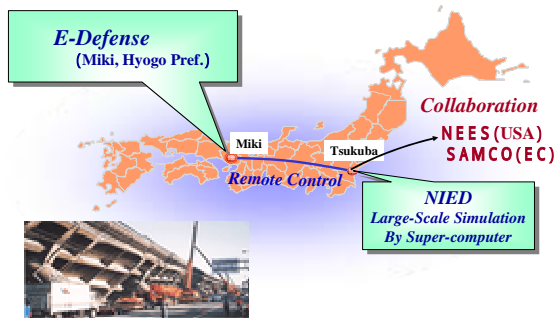 E-Defense
(Miki, Hyogo Pref.)
Collaboration
NEES(USA)
SAMCO(EC)
Miki
Tsukuba
Remote Control
NIED
Large-Scale Simulation
By Super-computer